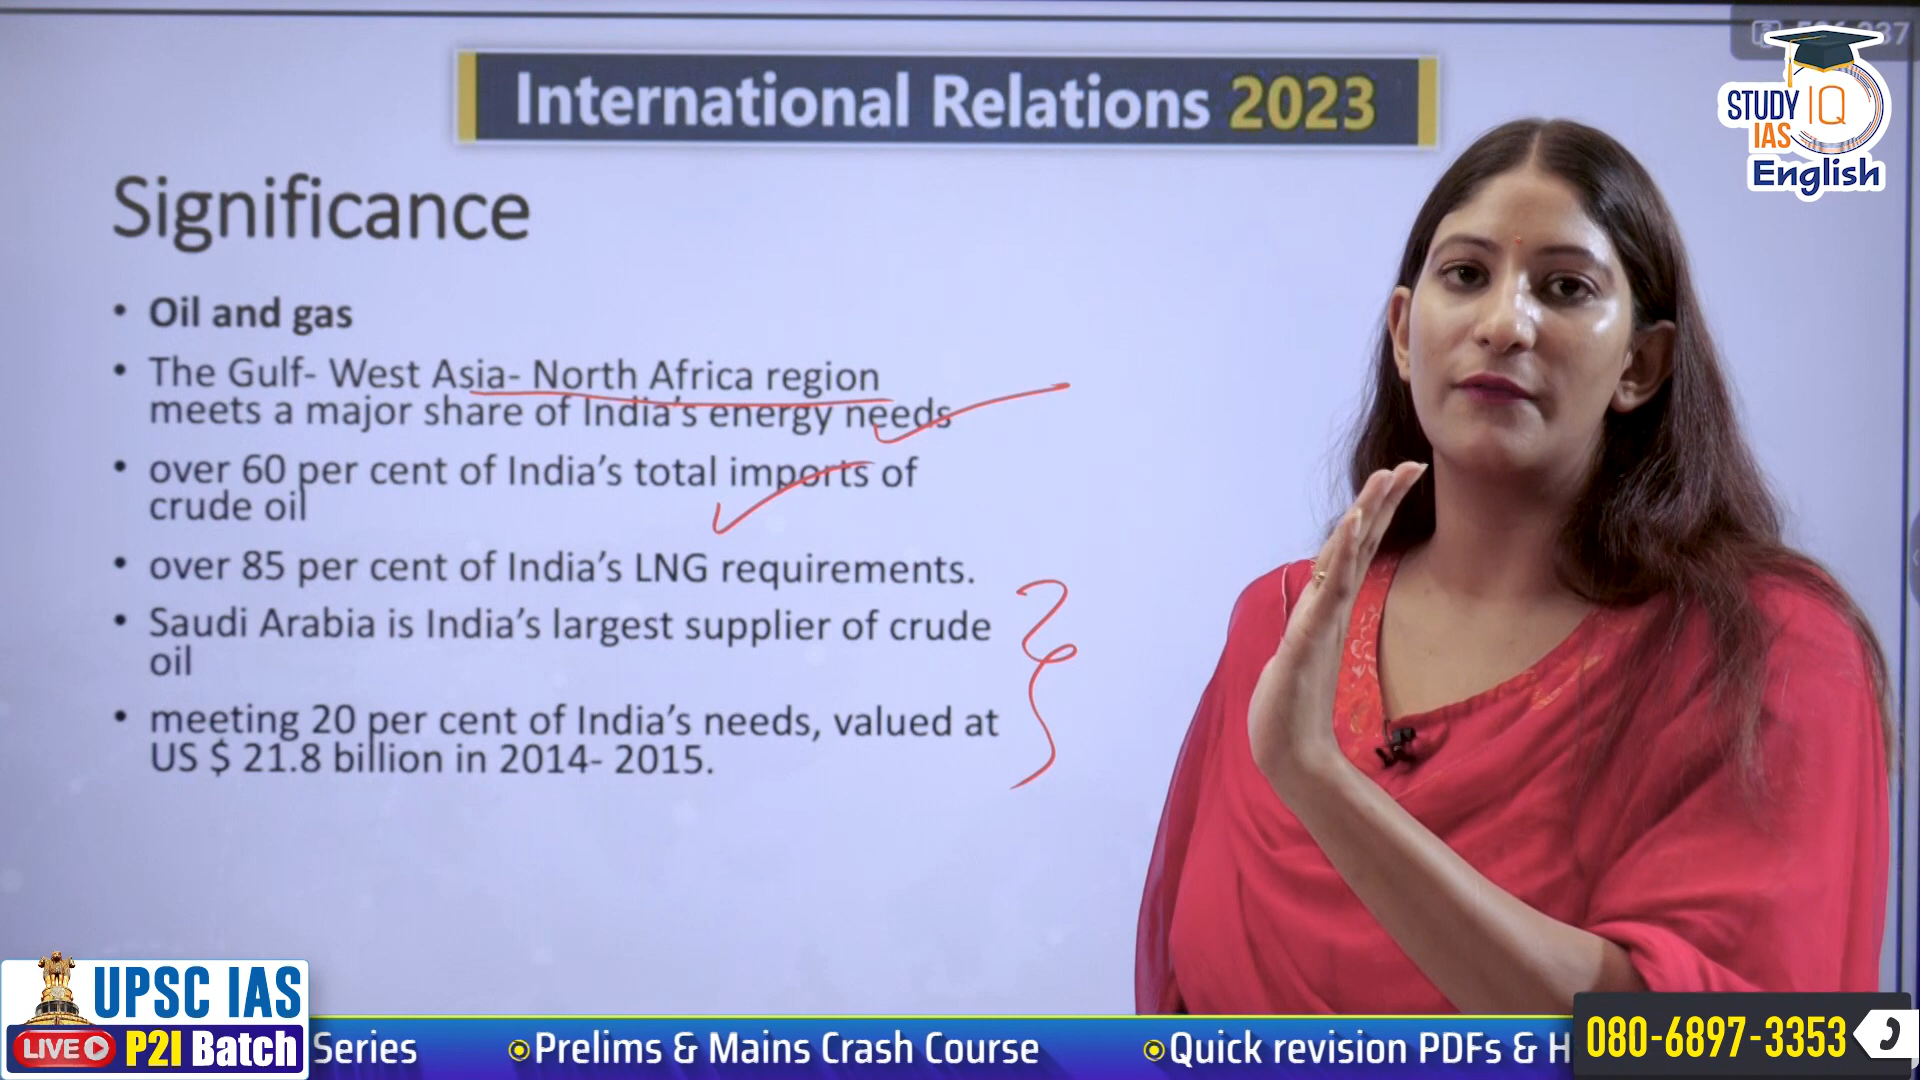 International Relations 2023
STUDY IQ
IAS
English
Significance
• Oil and gas
• The Gulf- West Asia- North Africa region
meets a major share of India's energy needs
• over 60 per cent of India's total imports of
crude oil
• over 85 per cent of India's LNG requirements.
• Saudi Arabia is India's largest supplier of crude
oil
• meeting 20 per cent of India's needs, valued at
US $ 21.8 billion in 2014- 2015.
UPSC IAS
LIVE P2I Batch
Series
Prelims & Mains Crash Course
Quick revision PDFs & H
080-6897-3353